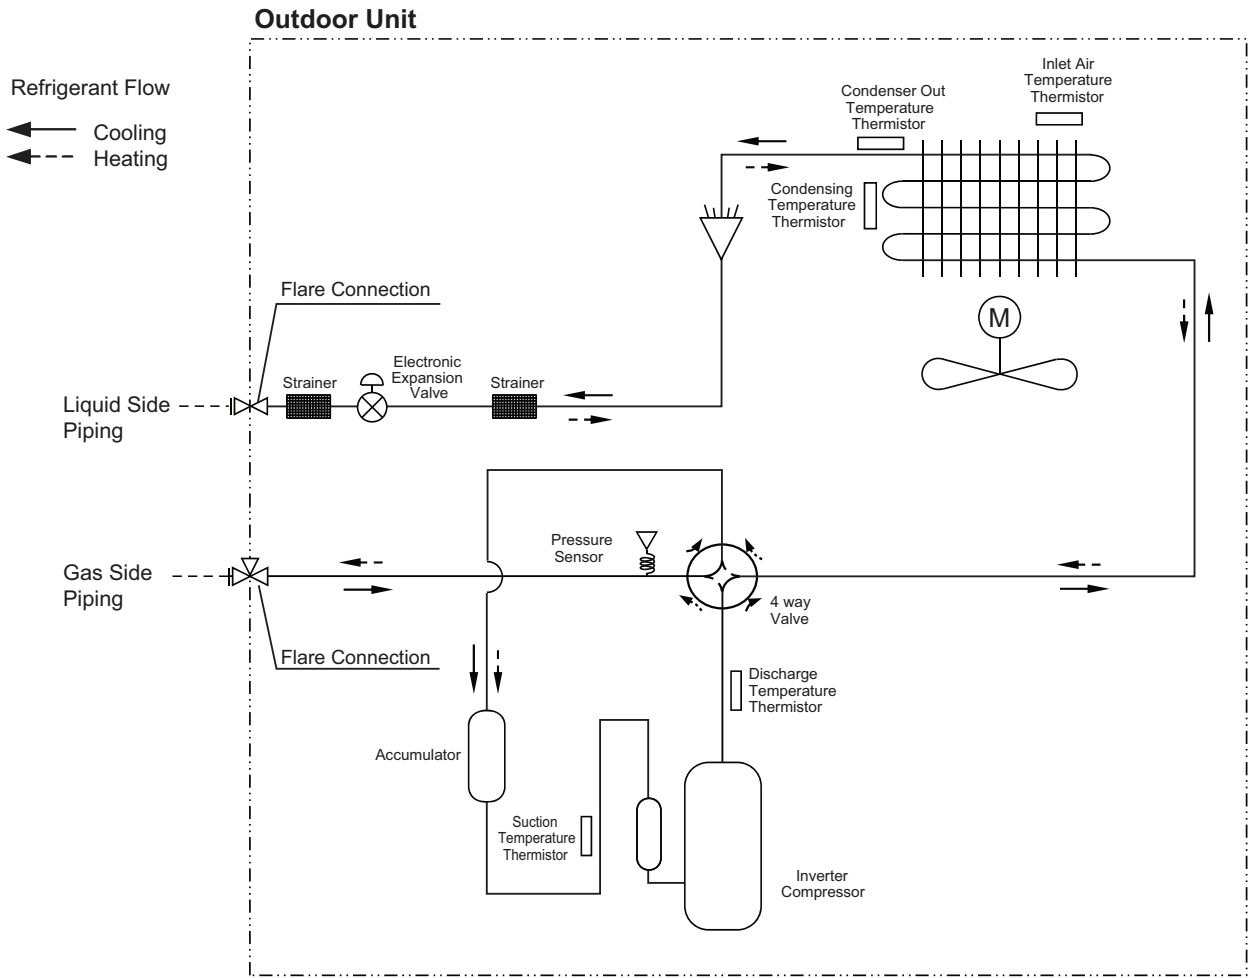 Outdoor Unit
Refrigerant Flow
Cooling
Heating
Inlet Air
Temperature
Thermistor
Condenser Out
Temperature
Thermistor
Condensing
Temperature
Thermistor
M
Flare Connection
Liquid Side
Piping
Strainer
Electronic
Expansion
Valve
Strainer
Gas Side
Piping
Pressure
Sensor
4 way
Valve
Flare Connection
Discharge
Temperature
Thermistor
Accumulator
Suction
Temperature
Thermistor
Inverter
Compressor